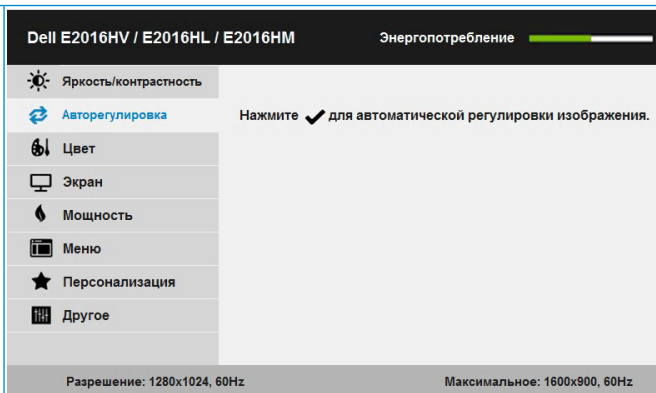 Dell E2016HV / E2016HL / E2016HM Энергопотребление
Яркость/контрастность
Авторегулировка
Нажмите ✔ для автоматической регулировки изображения.
Цвет
Экран
Мощность
Меню
Персонализация
Другое
Разрешение: 1280x1024, 60Hz Максимальное: 1600x900, 60Hz